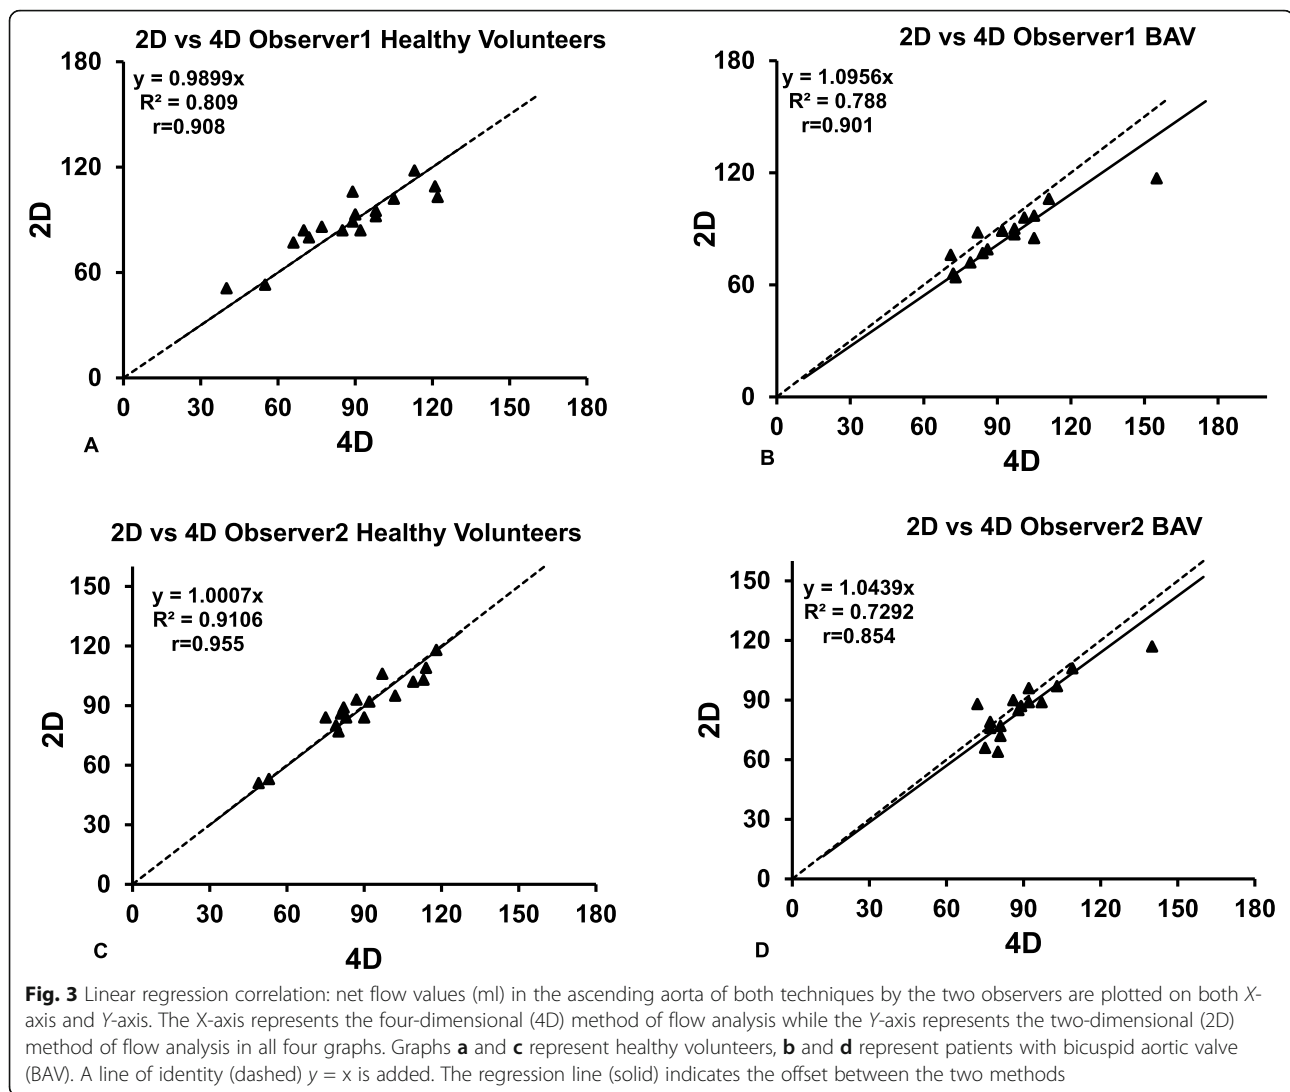 2D vs 4D Observer1 Healthy Volunteers
180
120
60
0
y = 0.9899x
R² = 0.809
r=0.908
2D
0 30 60 90 120 150 180
A
4D
2D vs 4D Observer1 BAV
180
120
60
0
y = 1.0956x
R² = 0.788
r=0.901
2D
0 30 60 90 120 150 180
B
4D
2D vs 4D Observer2 Healthy Volunteers
150
120
90
60
30
0
y = 1.0007x
R² = 0.9106
r=0.955
2D
0 30 60 90 120 150 180
C
4D
2D vs 4D Observer2 BAV
150
120
90
60
30
0
y = 1.0439x
R² = 0.7292
r=0.854
2D
0 30 60 90 120 150 180
D
4D
Fig. 3 Linear regression correlation: net flow values (ml) in the ascending aorta of both techniques by the two observers are plotted on both X-
axis and Y-axis. The X-axis represents the four-dimensional (4D) method of flow analysis while the Y-axis represents the two-dimensional (2D)
method of flow analysis in all four graphs. Graphs a and c represent healthy volunteers, b and d represent patients with bicuspid aortic valve
(BAV). A line of identity (dashed) y = x is added. The regression line (solid) indicates the offset between the two methods